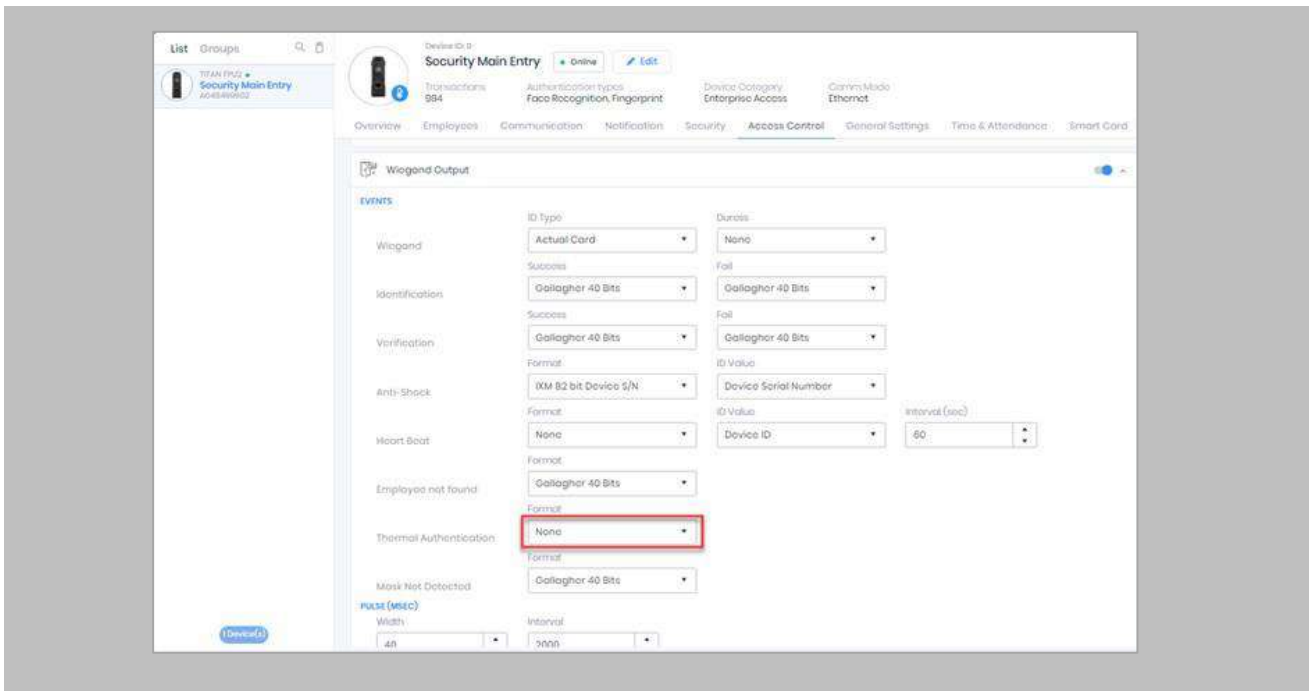 List Groups
TITAN FPU2
Security Main Entry
1 Device(s)
Device ID: 0
Security Main Entry Online Edit
Transactions Authentication types Device Category Comm Mode
984 Face Recognition, Fingerprint Enterprise Access Ethernet
Overview Employees Communication Notification Security Access Control General Settings Time & Attendance Smart Card
Wiegand Output
EVENTS
ID Type Duress
Wiegand Actual Card None
Success Fail
Identification Gallagher 40 Bits Gallagher 40 Bits
Success Fail
Verification Gallagher 40 Bits Gallagher 40 Bits
Format ID Value
Anti-Shock IXM 82 bit Device S/N Device Serial Number
Format ID Value Interval (sec)
Heart Beat None Device ID 60
Format
Employee not found Gallagher 40 Bits
Format
Thermal Authentication None
Format
Mask Not Detected Gallagher 40 Bits
PULSE (MSEC)
Width Interval
40 2000